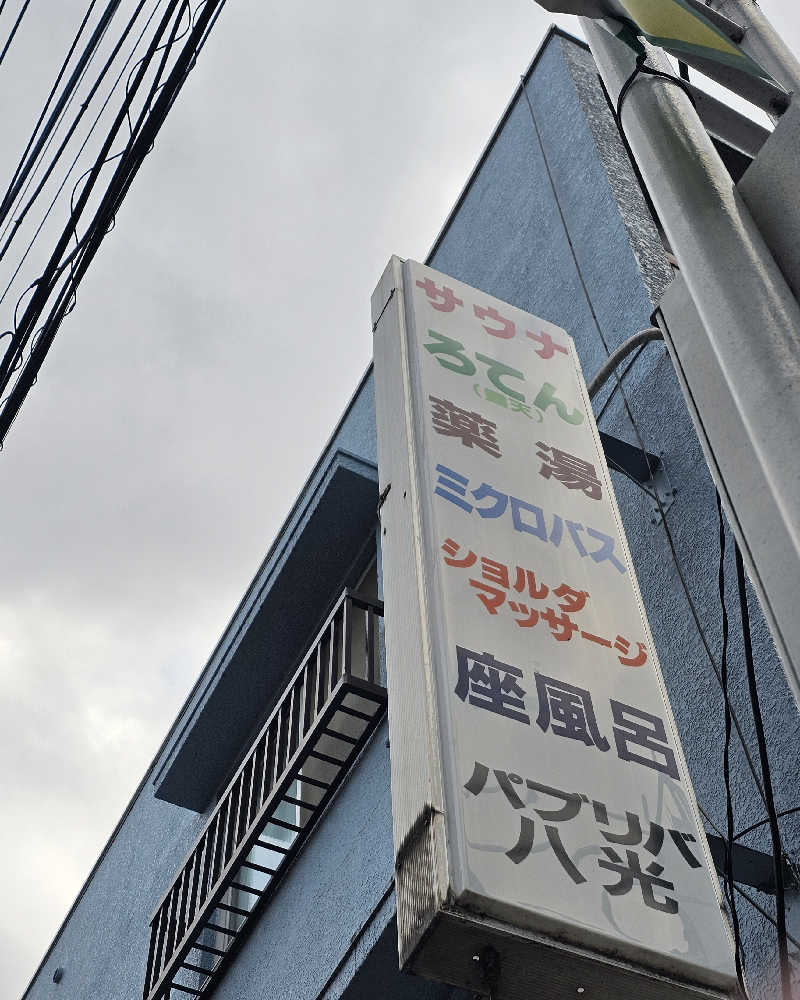 サウナ
ろてん
(露天)
薬湯
ミクロバス
ショルダ
マッサージ
座風呂
パブリバ
八光